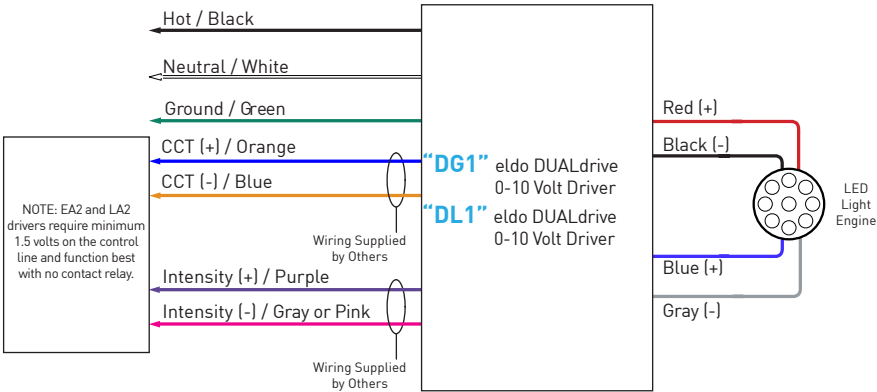 Hot / Black
Neutral / White
Ground / Green
CCT (+) / Orange
CCT (-) / Blue
Wiring Supplied
by Others
Intensity (+) / Purple
Intensity (-) / Gray or Pink
Wiring Supplied
by Others
NOTE: EA2 and LA2
drivers require minimum
1.5 volts on the control
line and function best
with no contact relay.
"DG1" eldo DUALdrive
0-10 Volt Driver
"DL1" eldo DUALdrive
0-10 Volt Driver
Red (+)
Black (-)
Blue (+)
Gray (-)
LED
Light
Engine